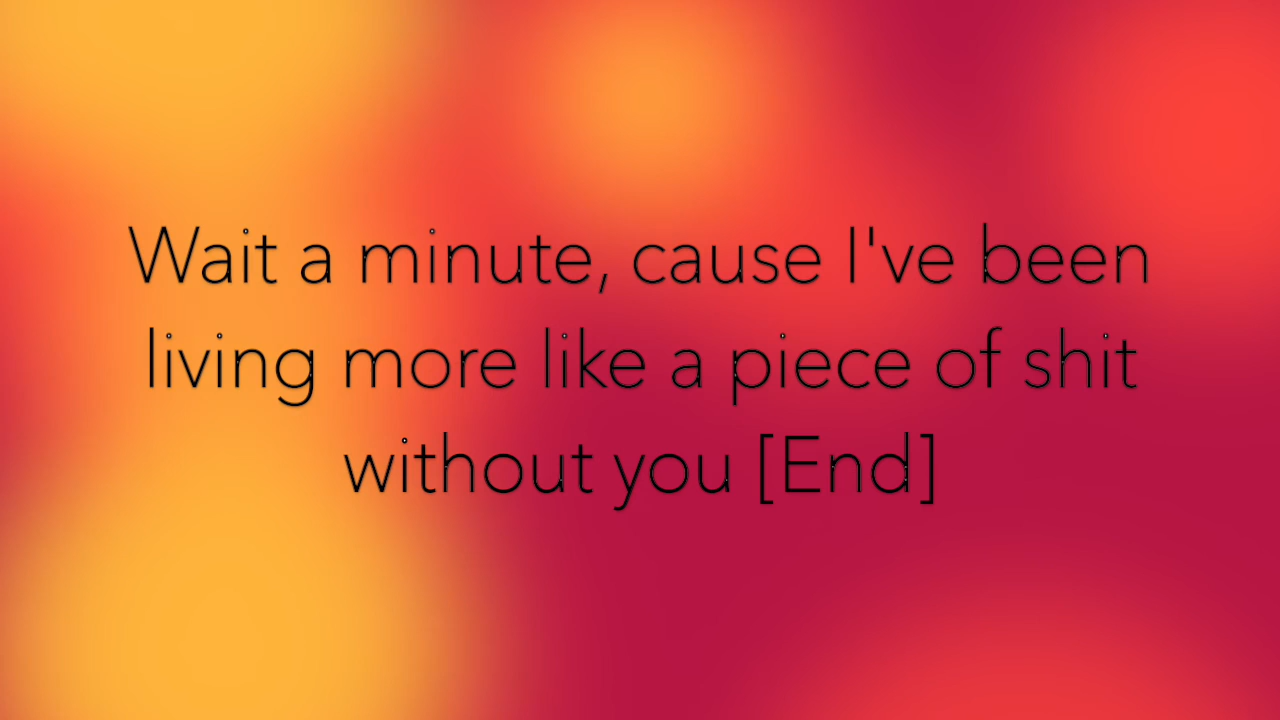 Wait a minute, cause I've been
living more like a piece of shit
without you [End]